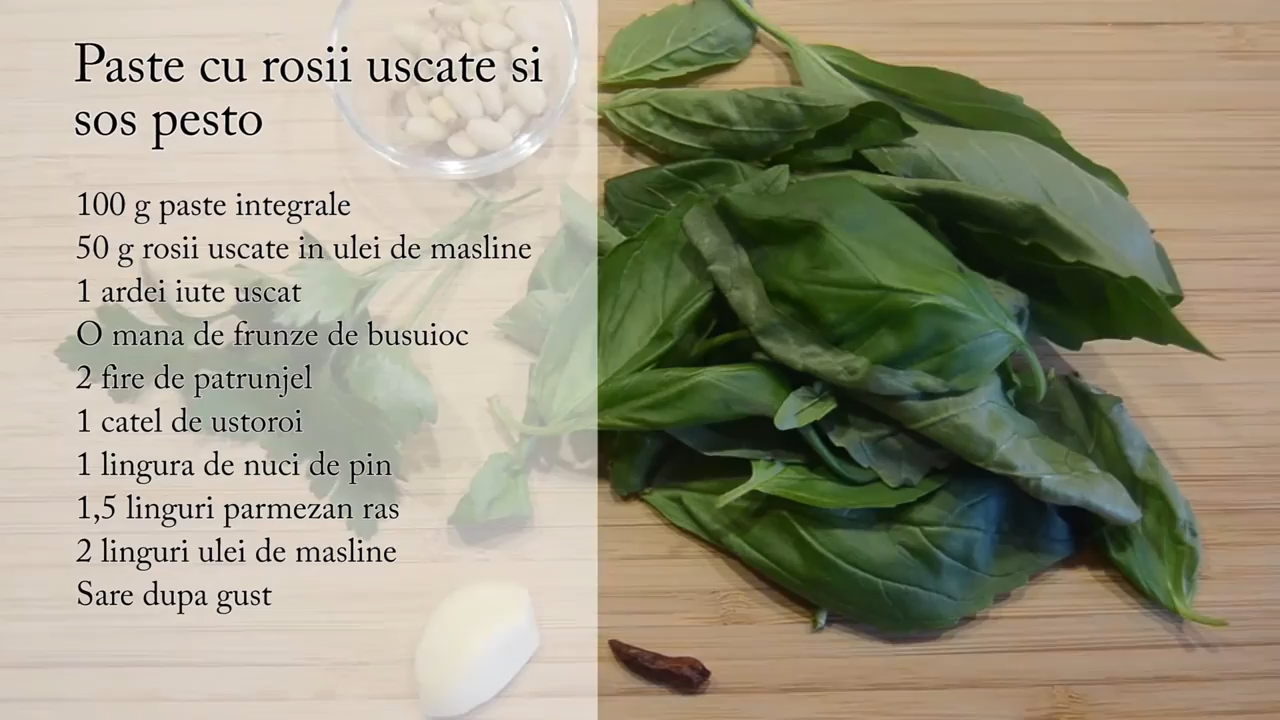 Paste cu rosii uscate si
sos pesto
100 g paste integrale
50 g rosii uscate in ulei de masline
1 ardei iute uscat
O mana de frunze de busuioc
2 fire de patrunjel
1 catel de ustoroi
1 lingura de nuci de pin
1,5 linguri parmezan ras
2 linguri ulei de masline
Sare dupa gust